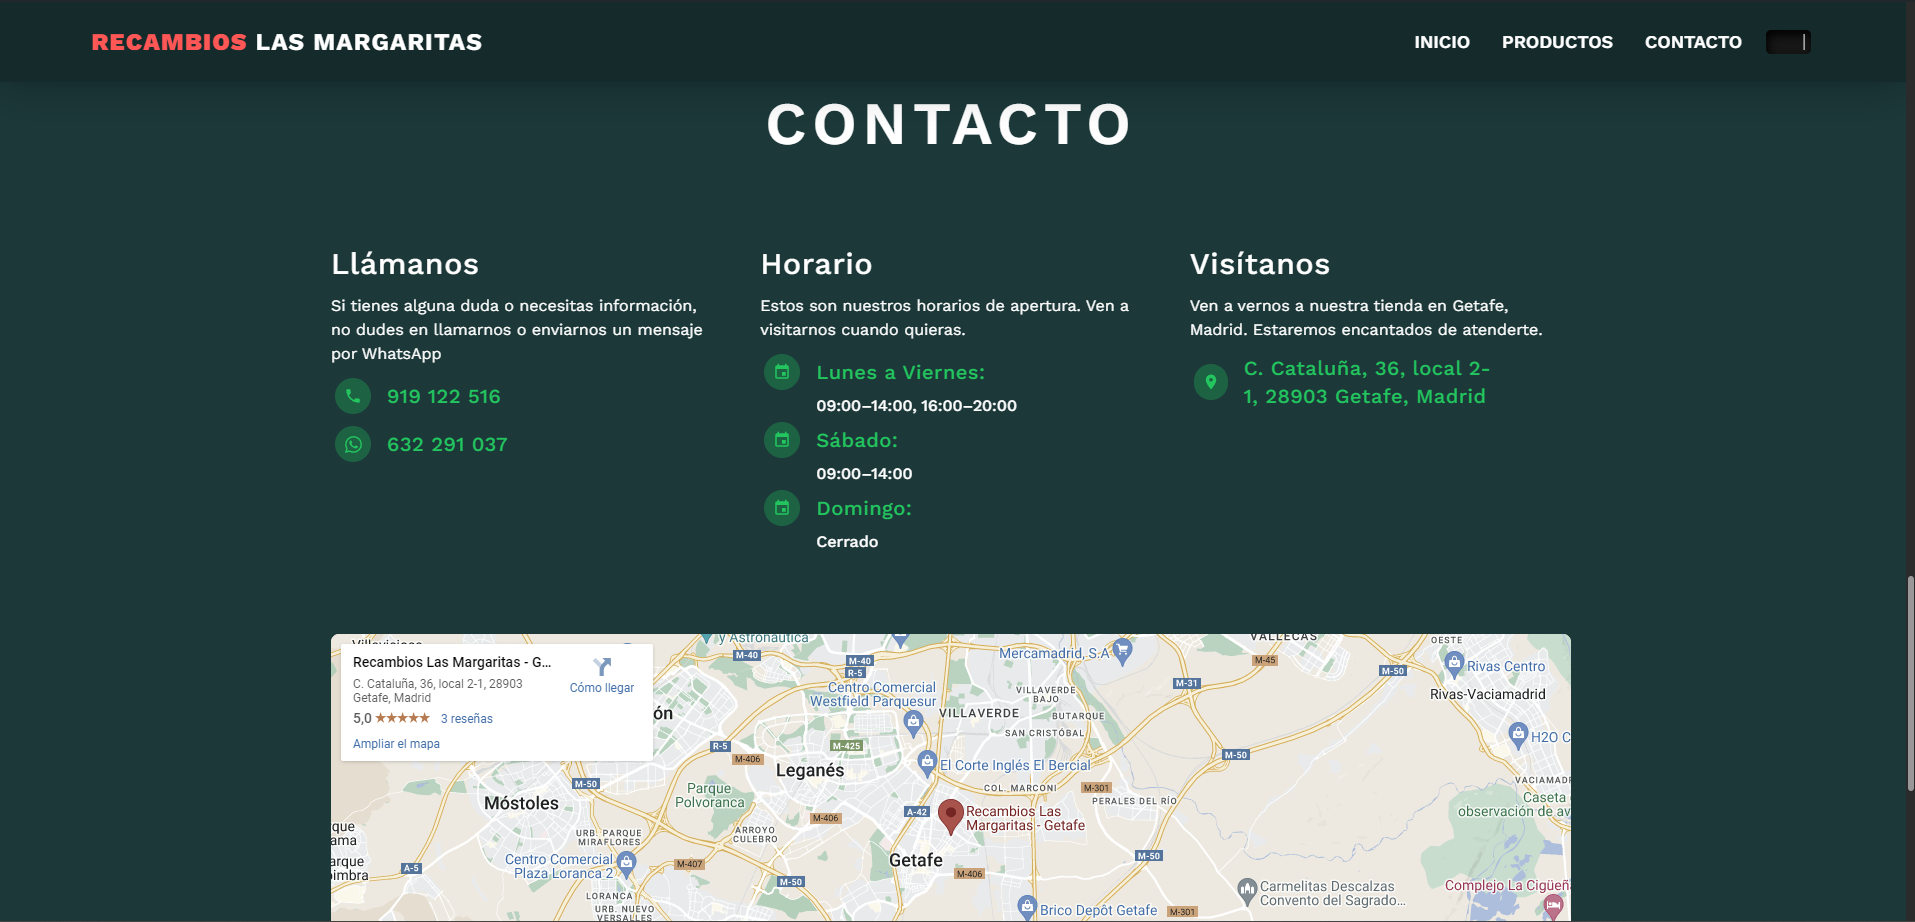 RECAMBIOS LAS MARGARITAS
INICIO PRODUCTOS CONTACTO
CONTACTO
Llámanos
Si tienes alguna duda o necesitas información,
no dudes en llamarnos o enviarnos un mensaje
por WhatsApp
919 122 516
632 291 037
Horario
Estos son nuestros horarios de apertura. Ven a
visitarnos cuando quieras.
Lunes a Viernes:
09:00–14:00, 16:00–20:00
Sábado:
09:00–14:00
Domingo:
Cerrado
Visítanos
Ven a vernos a nuestra tienda en Getafe,
Madrid. Estaremos encantados de atenderte.
C. Cataluña, 36, local 2-
1, 28903 Getafe, Madrid
Recambios Las Margaritas - G...
C. Cataluña, 36, local 2-1, 28903
Getafe, Madrid
5,0 ★★★★★ 3 reseñas
Ampliar el mapa
Cómo llegar
y Astronáutica
M-40
M-40
R-5
Mercamadrid, S.A
VALLECAS
M-45
OESTE
M-50
Rivas Centro
Rivas-Vaciamadrid
Centro Comercial
Westfield Parquesur
VILLAVERDE
BAJO
M-31
ón
VILLAVERDE
BUTARQUE
SAN CRISTÓBAL
R-5
M-425
M-406
M-50
H2O C
Leganés
El Corte Inglés El Bercial
M-50
COL. MARCONI
M-301
VACIAMADR
Móstoles
Parque
Polvoranca
PERALES DEL RÍO
Caseta
observación de av
A-42
Recambios Las
Margaritas - Getafe
M-406
que
ama
URB. PARQUE
MIRAFLORES
ARROYO
CULEBRO
Getafe
M-50
arque
oimbra
A-5
Centro Comercial
Plaza Loranca 2
M-407
M-406
M-50
Carmelitas Descalzas
Convento del Sagrado...
Complejo La Cigüeñ
LORANCA
URB. NUEVO
VERSALLES
Brico Depôt Getafe
M-301